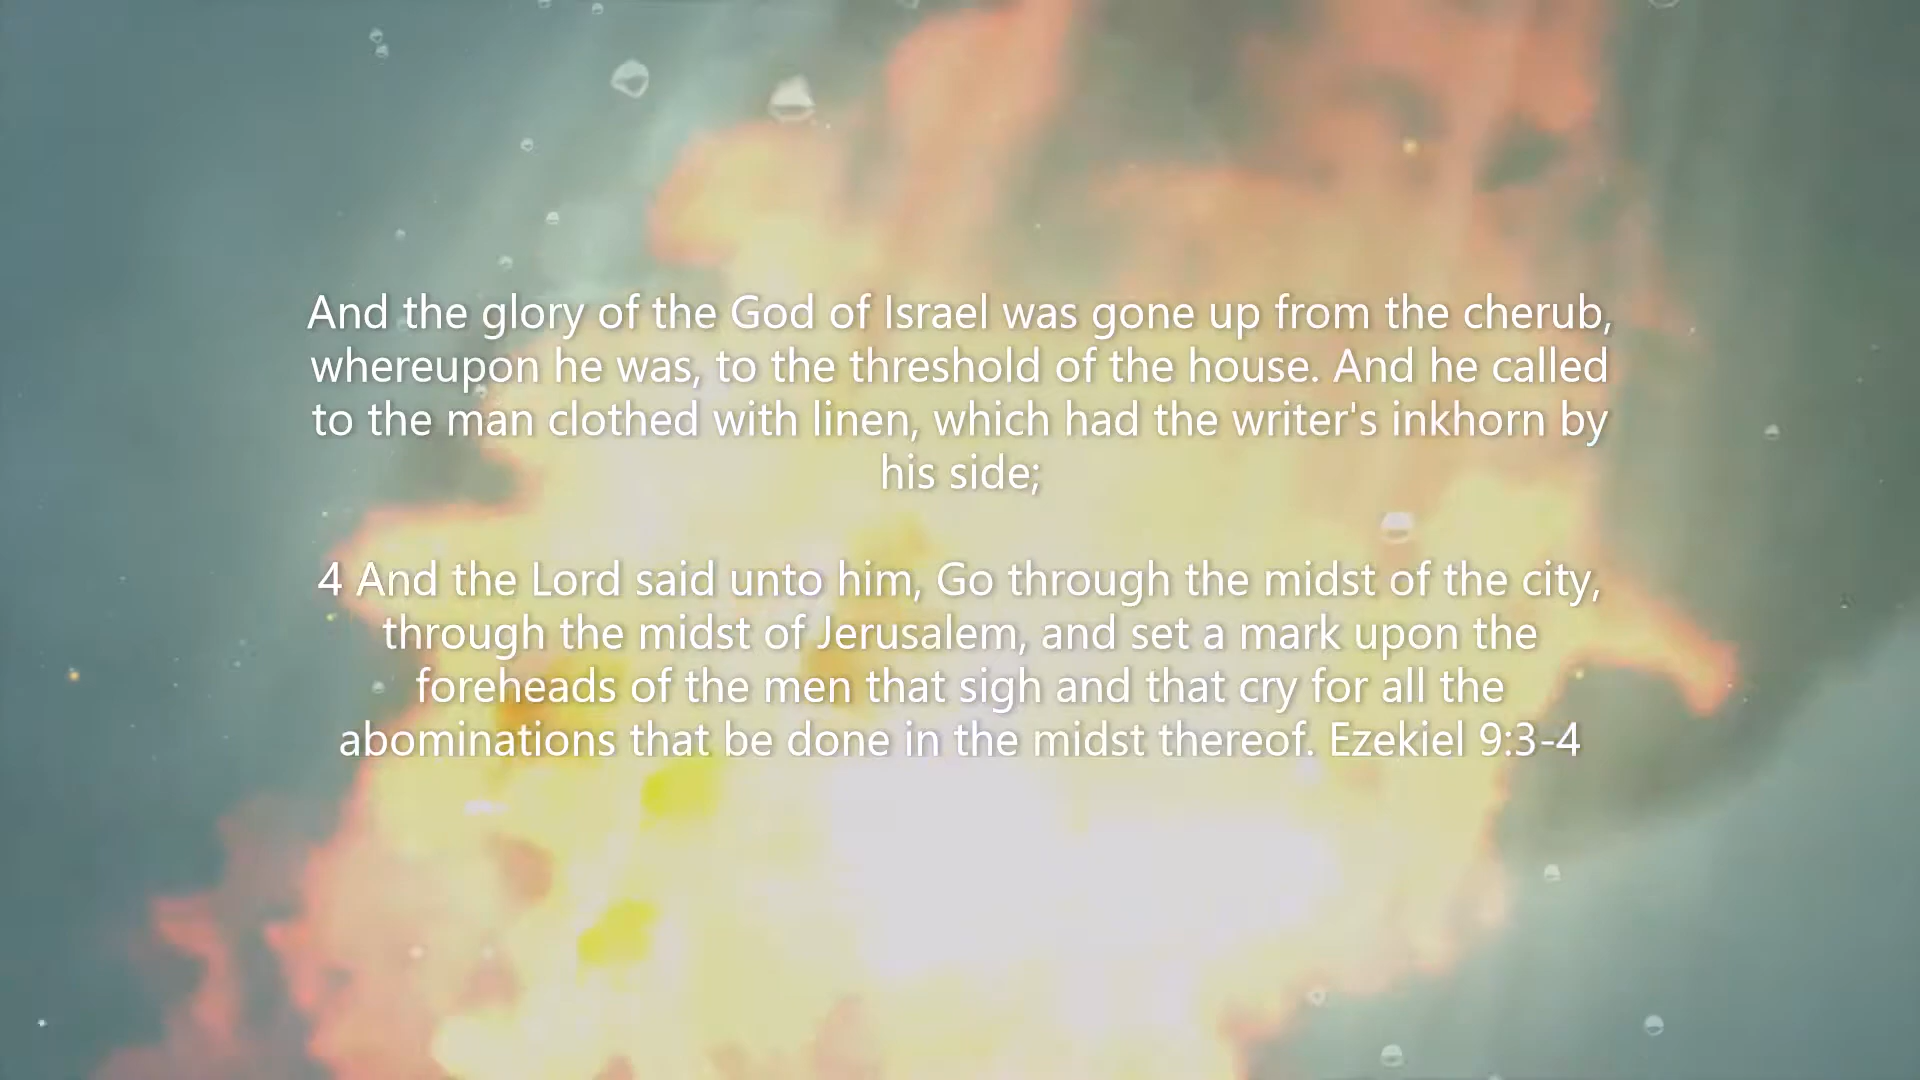 And the glory of the God of Israel was gone up from the cherub,
whereupon he was, to the threshold of the house. And he called
to the man clothed with linen, which had the writer's inkhorn by
his side;
4 And the Lord said unto him, Go through the midst of the city,
through the midst of Jerusalem, and set a mark upon the
foreheads of the men that sigh and that cry for all the
abominations that be done in the midst thereof. Ezekiel 9:3-4